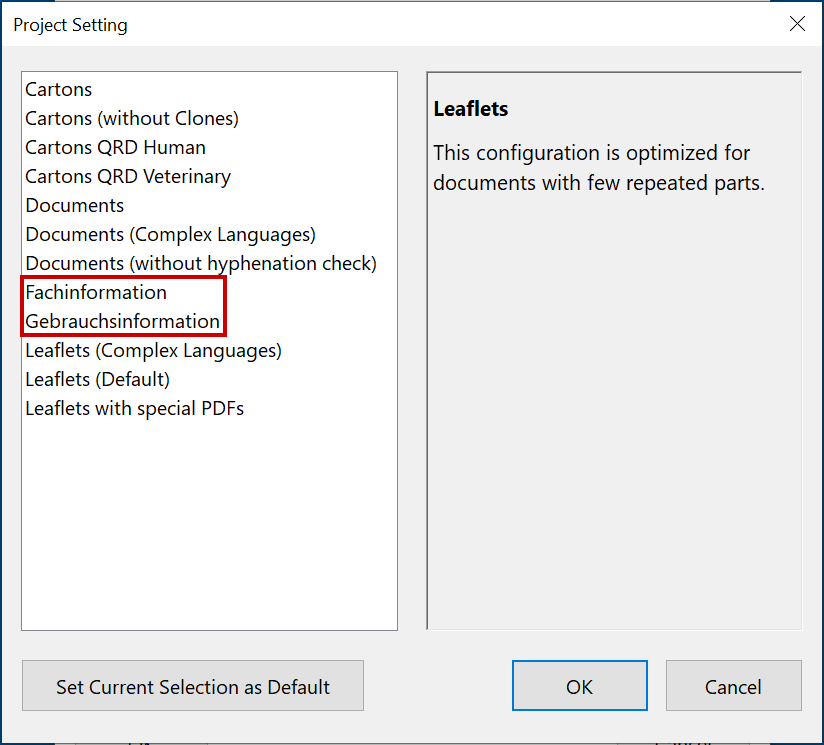 Project Setting
Cartons
Cartons (without Clones)
Cartons QRD Human
Cartons QRD Veterinary
Documents
Documents (Complex Languages)
Documents (without hyphenation check)
Fachinformation
Gebrauchsinformation
Leaflets (Complex Languages)
Leaflets (Default)
Leaflets with special PDFs
Leaflets
This configuration is optimized for
documents with few repeated parts.
Set Current Selection as Default
OK
Cancel